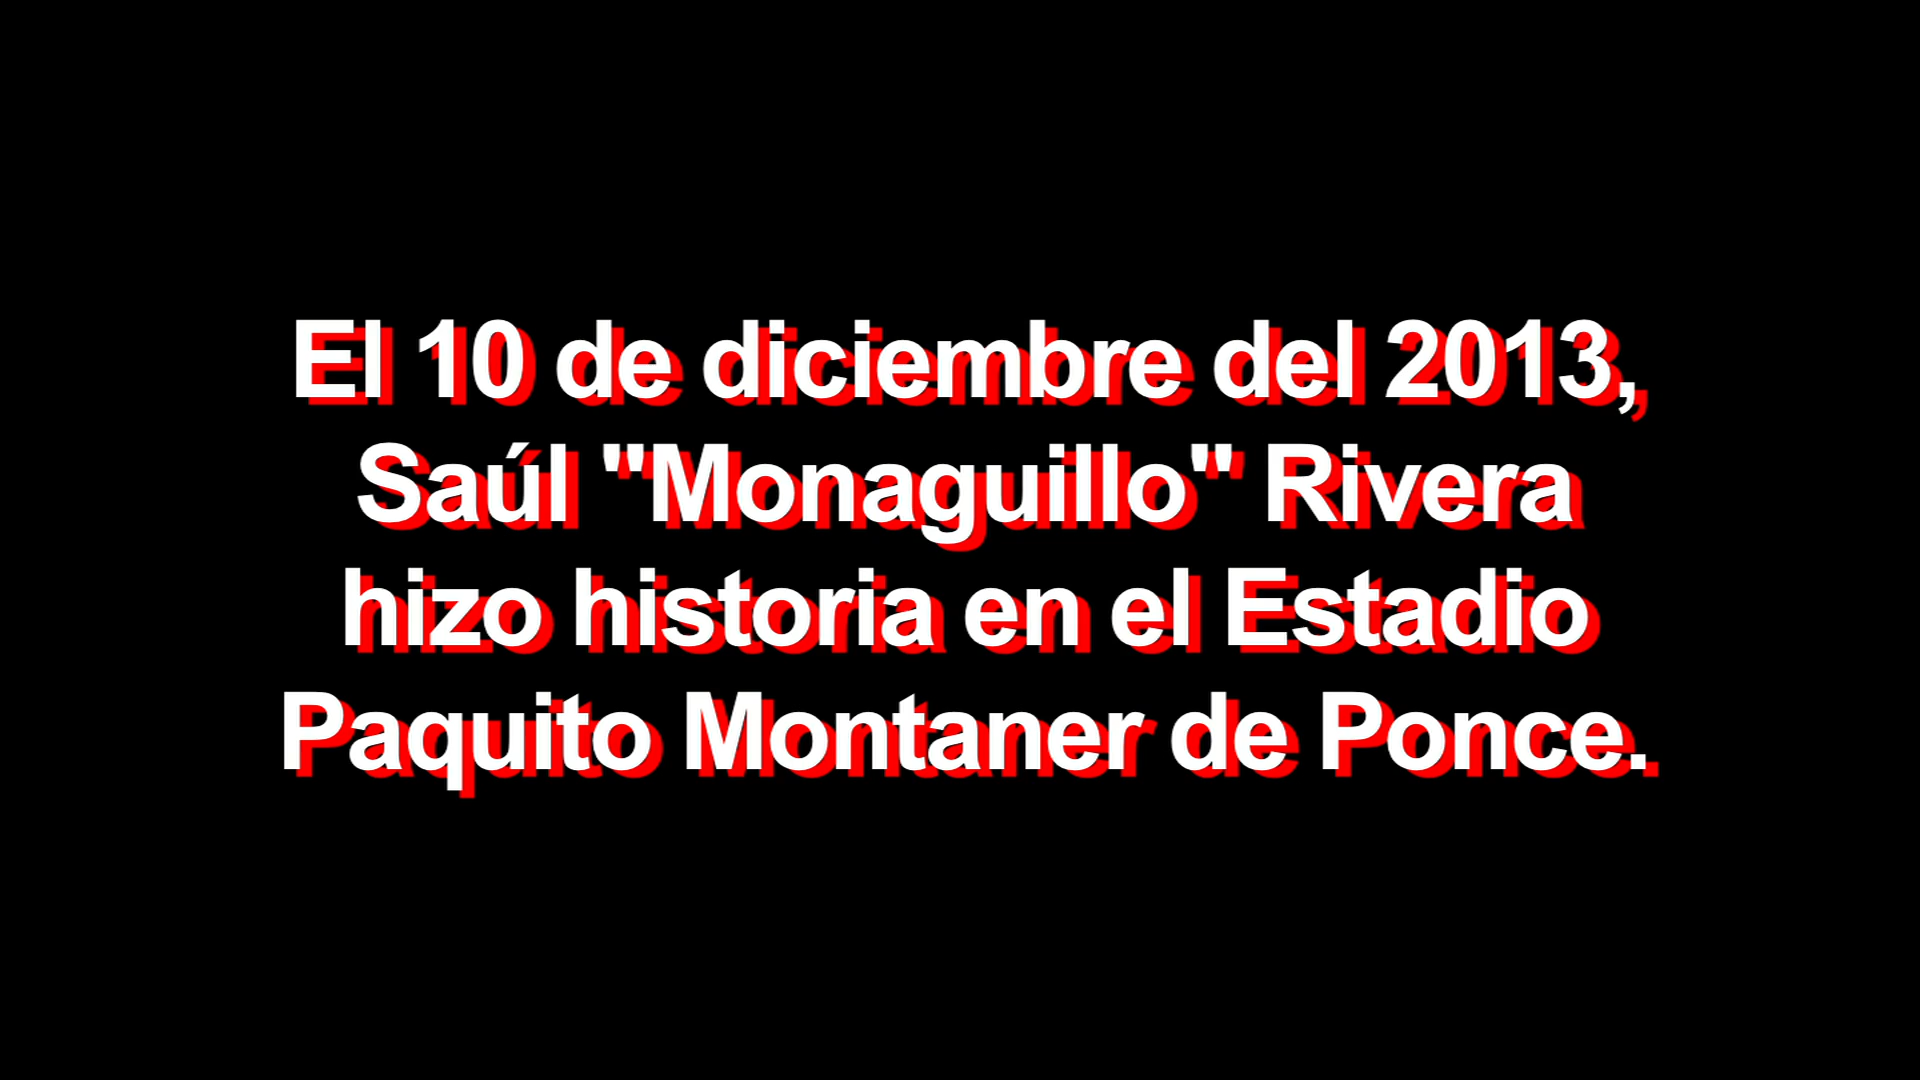 El 10 de diciembre del 2013,
Saúl "Monaguillo" Rivera
hizo historia en el Estadio
Paquito Montaner de Ponce.